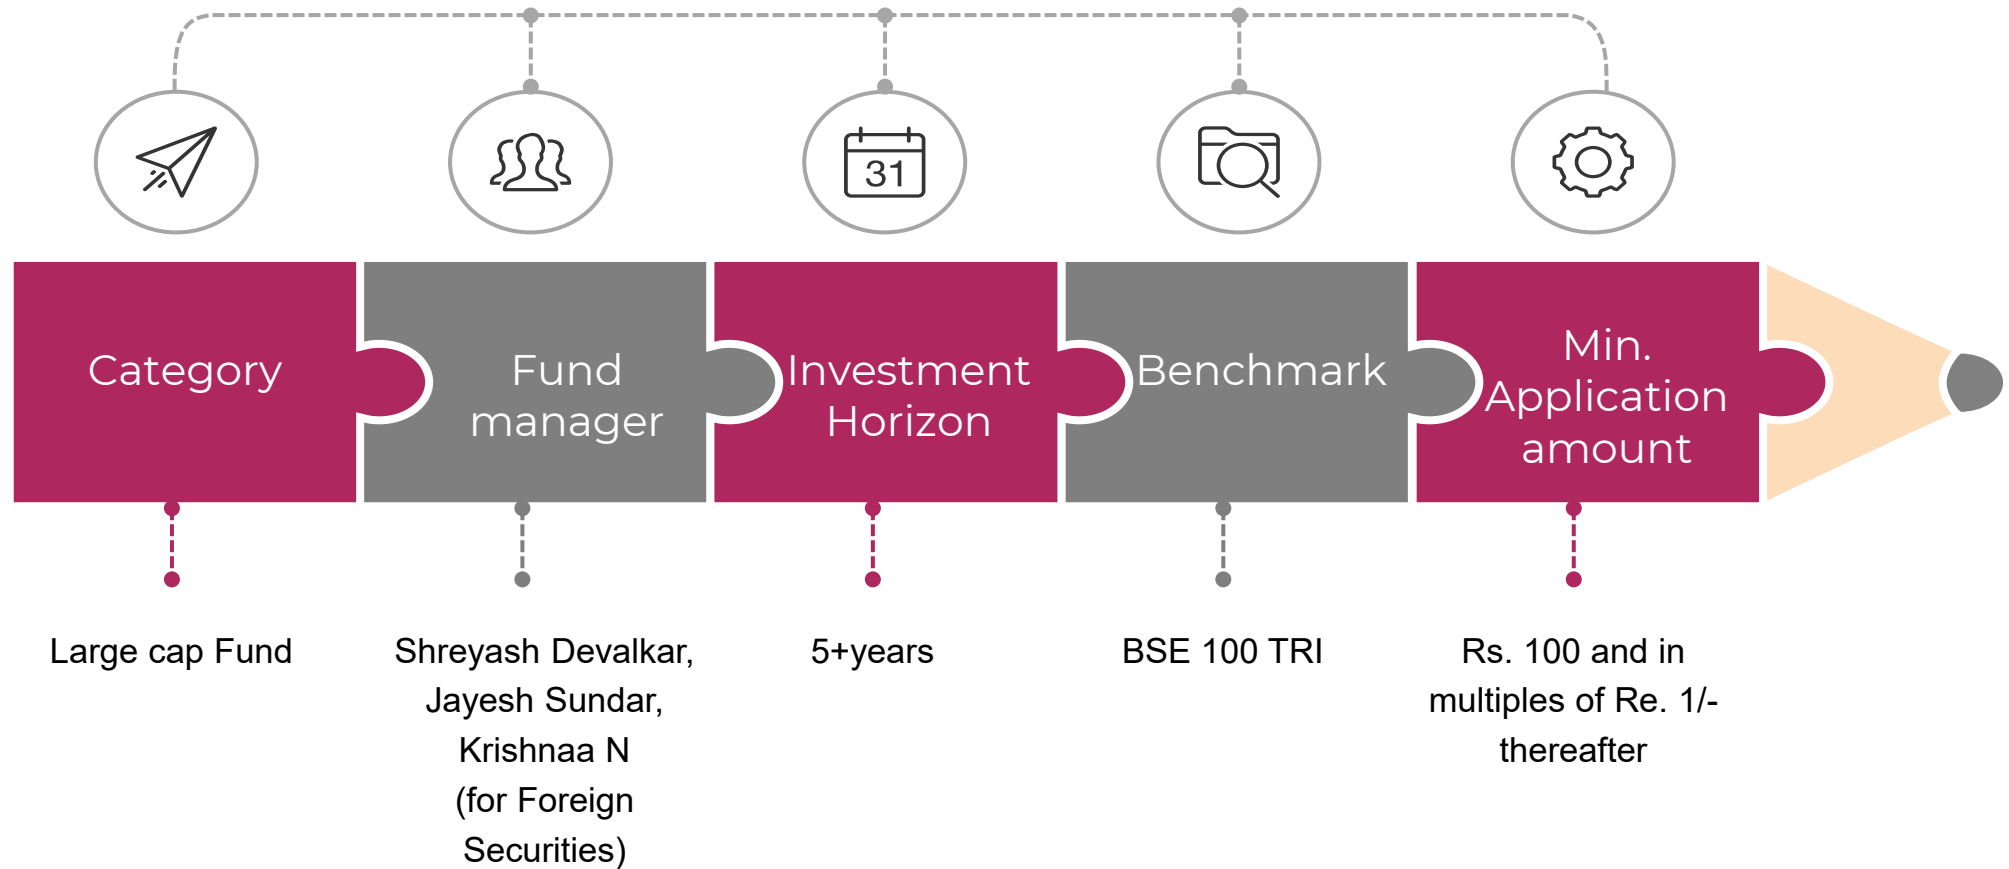 31
Category
Fund
manager
Investment
Horizon
Benchmark
Min.
Application
amount
Large cap Fund
Shreyash Devalkar,
Jayesh Sundar,
Krishnaa N
(for Foreign
Securities)
5+years
BSE 100 TRI
Rs. 100 and in
multiples of Re. 1/-
thereafter